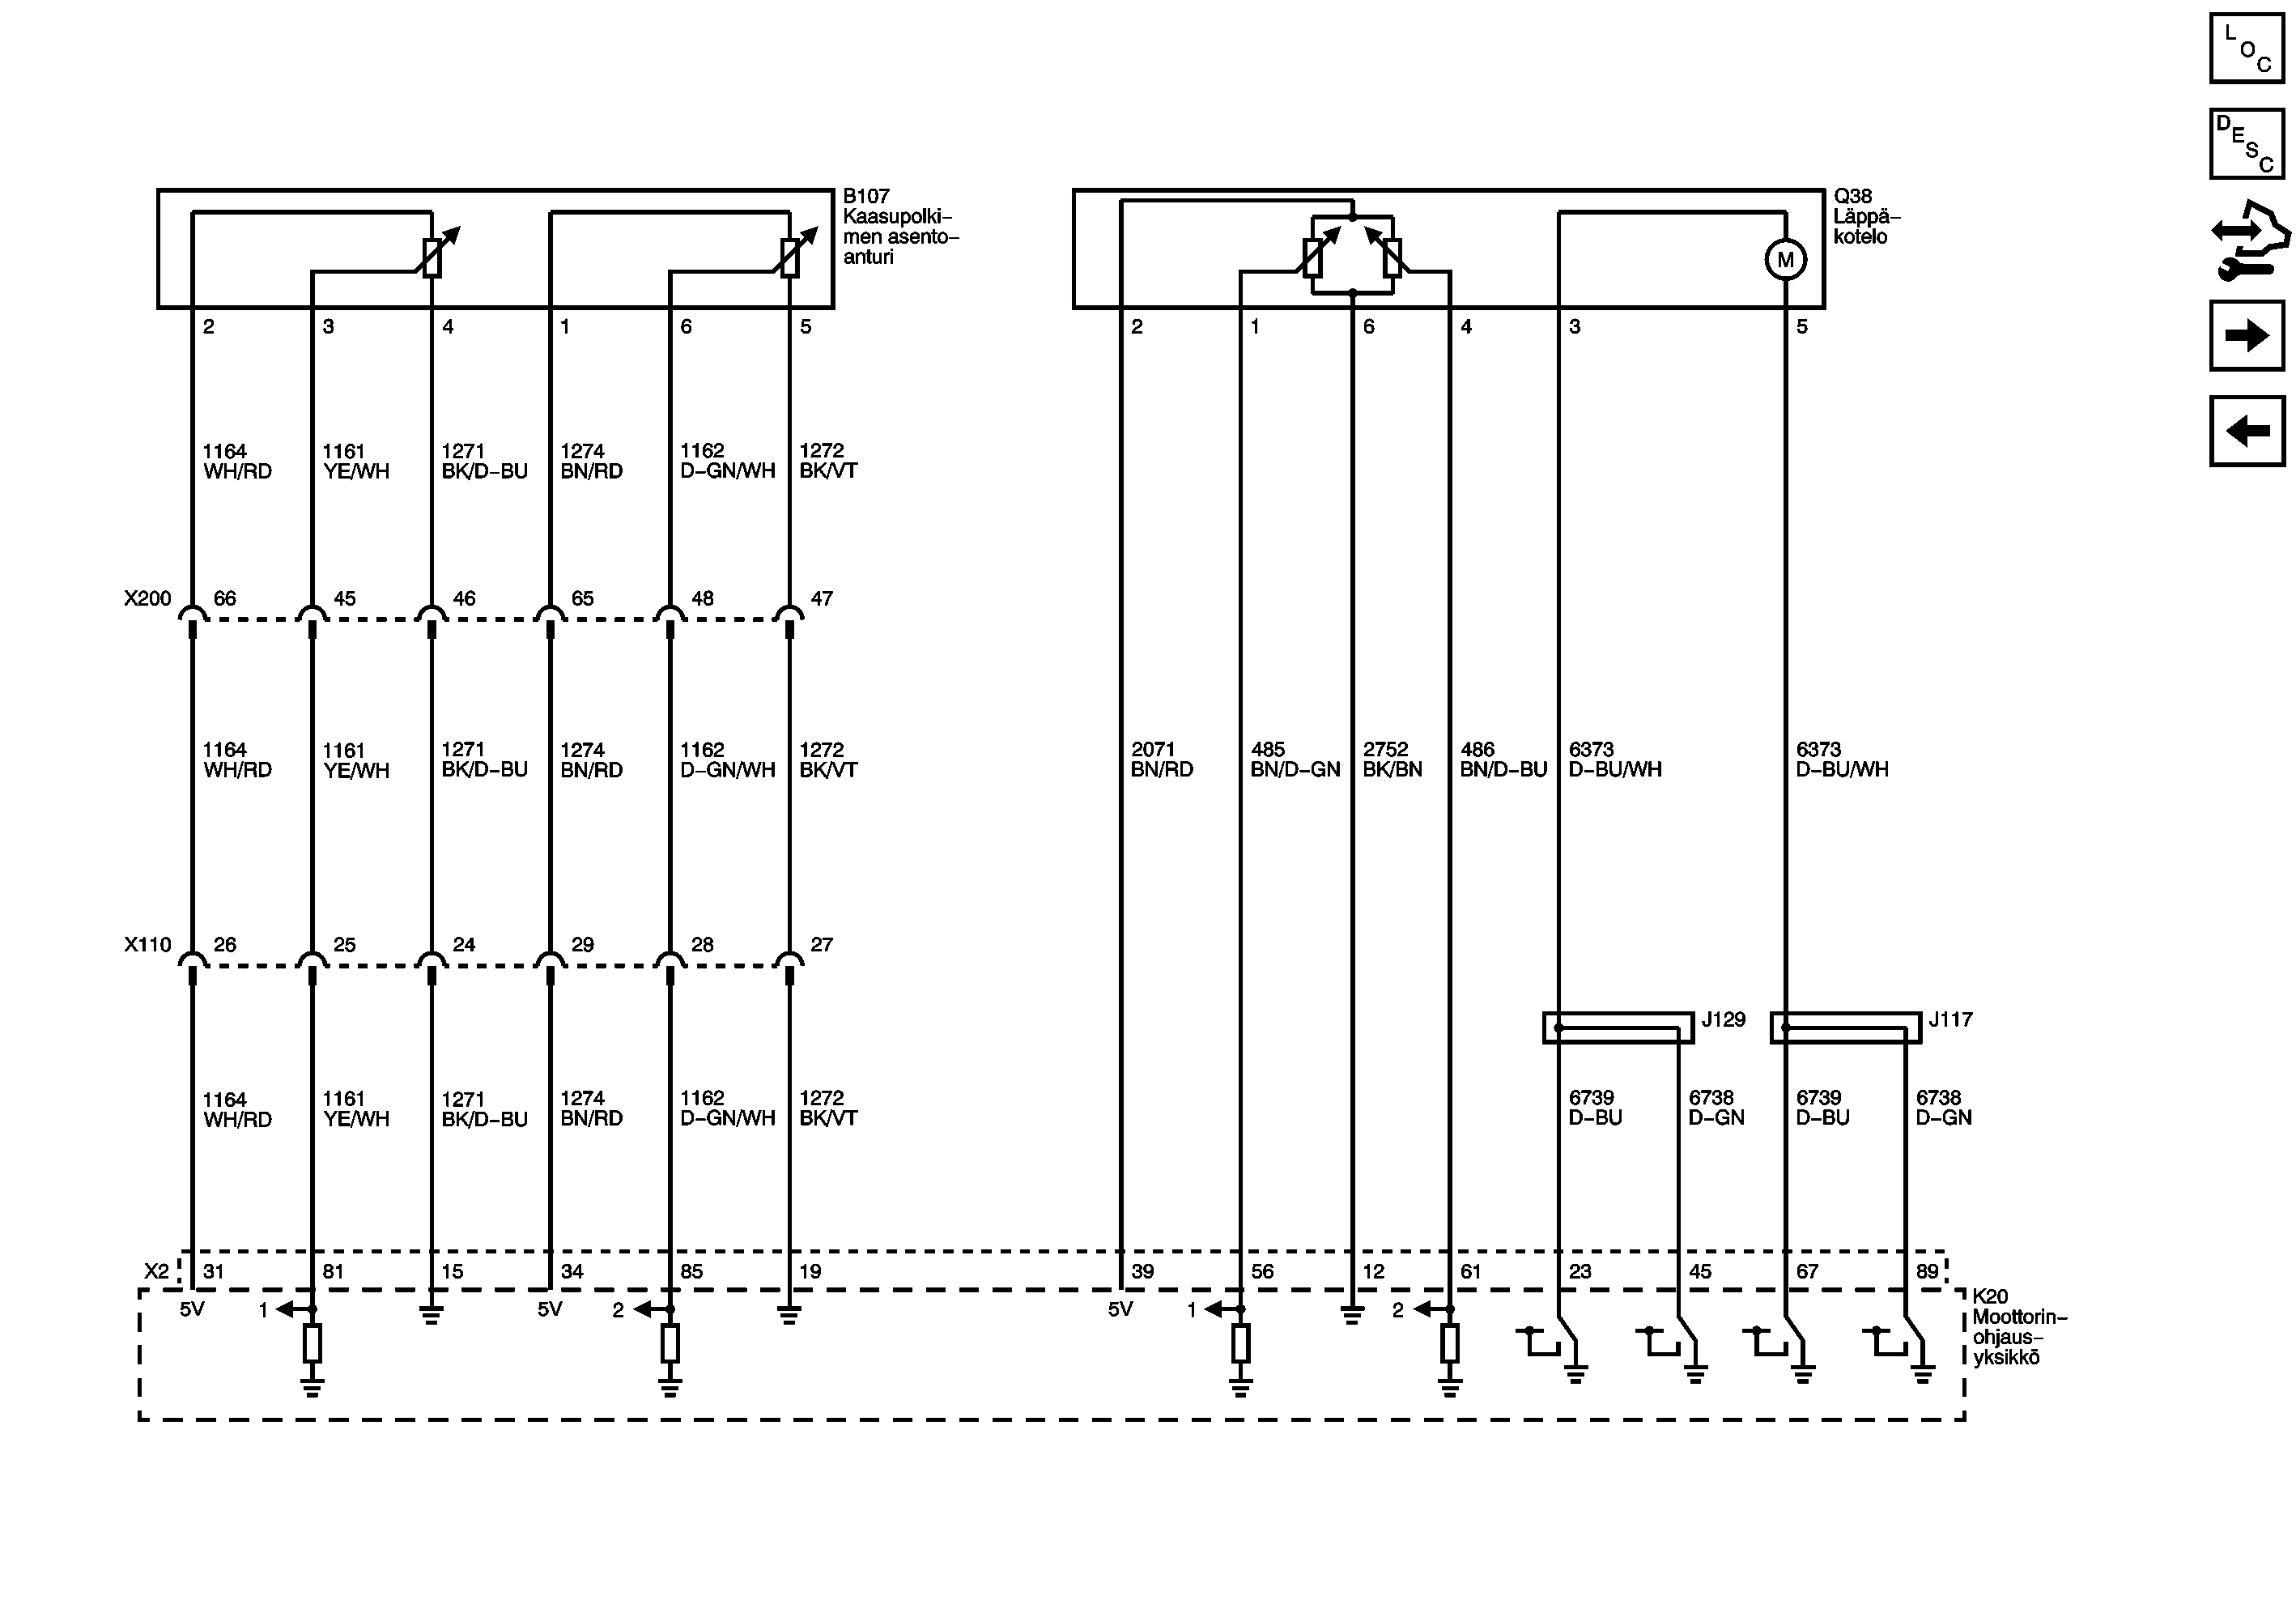 L
O
C
D
E
S
C
B107
Kaasupolki–
men asento–
anturi
Q38
Läppä–
kotelo
M
2 3 4 1 6 5
2 1 6 4 3 5
1164 1161 1271 1274 1162 1272
WH/RD YE/WH BK/D–BU BN/RD D–GN/WH BK/VT
X200 66 45 46 65 48 47
1164 1161 1271 1274 1162 1272
WH/RD YE/WH BK/D–BU BN/RD D–GN/WH BK/VT
2071 485 2752 486 6373 6373
BN/RD BN/D–GN BK/BN BN/D–BU D–BU/WH D–BU/WH
X110 26 25 24 29 28 27
J129 J117
1164 1161 1271 1274 1162 1272
WH/RD YE/WH BK/D–BU BN/RD D–GN/WH BK/VT
6739 6738 6739 6738
D–BU D–GN D–BU D–GN
X2 31 81 15 34 85 19 39 56 12 61 23 45 67 89
5V 1 5V 2 5V 1 2
K20
Moottorin–
ohjaus–
yksikkö